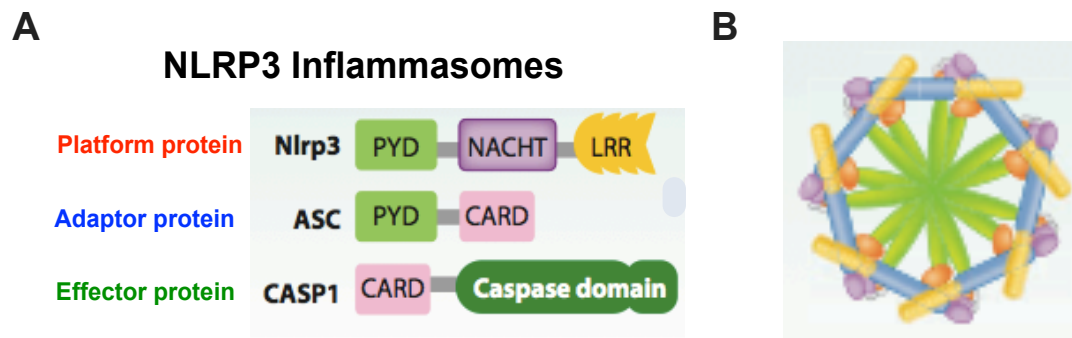 A
B
NLRP3 Inflammasomes
Platform protein Nlrp3 PYD NACHT LRR
Adaptor protein ASC PYD CARD
Effector protein CASP1 CARD Caspase domain